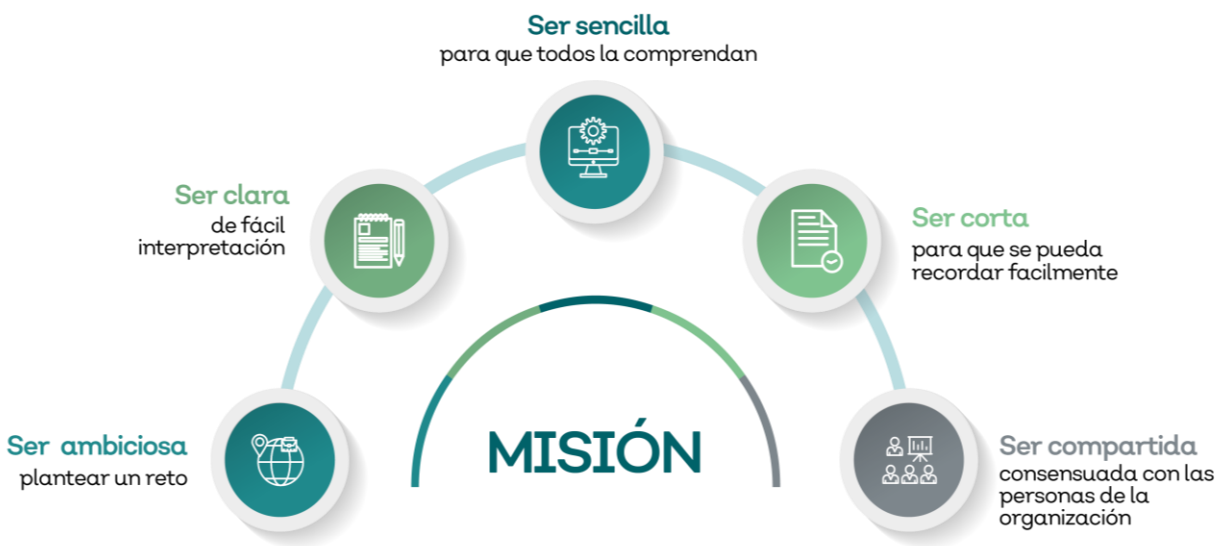 Ser sencilla
para que todos la comprendan
Ser clara
de fácil
interpretación
Ser corta
para que se pueda
recordar facilmente
Ser ambiciosa
plantear un reto
MISIÓN
Ser compartida
consensuada con las
personas de la
organización